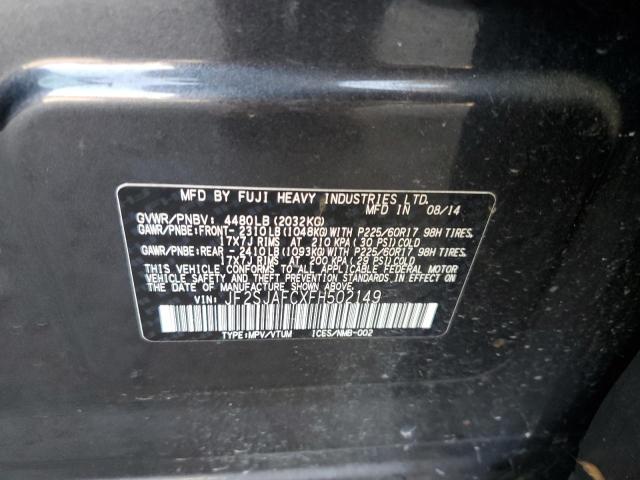 MFD BY FUJI HEAVY INDUSTRIES LTD.
MFD IN 08/14
GVWR/PNBV: 4480LB(2032KG)
GAWR/PNBE:FRONT- 2310LB(1048KG)WITH P225/60R17 98H TIRES,
17X7J RIMS AT 210 KPA(30 PSI)COLD
GAWR/PNBE:REAR - 2410LB(1093KG)WITH P225/60R17 98H TIRES,
17X7J RIMS AT 200 KPA(29 PSI)COLD
THIS VEHICLE CONFORMS TO ALL APPLICABLE FEDERAL MOTOR
VEHICLE SAFETY, BUMPER, AND THEFT PREVENTION
STANDARDS IN EFFECT ON THE DATE OF
MANUFACTURE SHOWN ABOVE.
VIN: JF2SJAFCXFH502149
TYPE:MPV/VTUM ICES/NMB-002